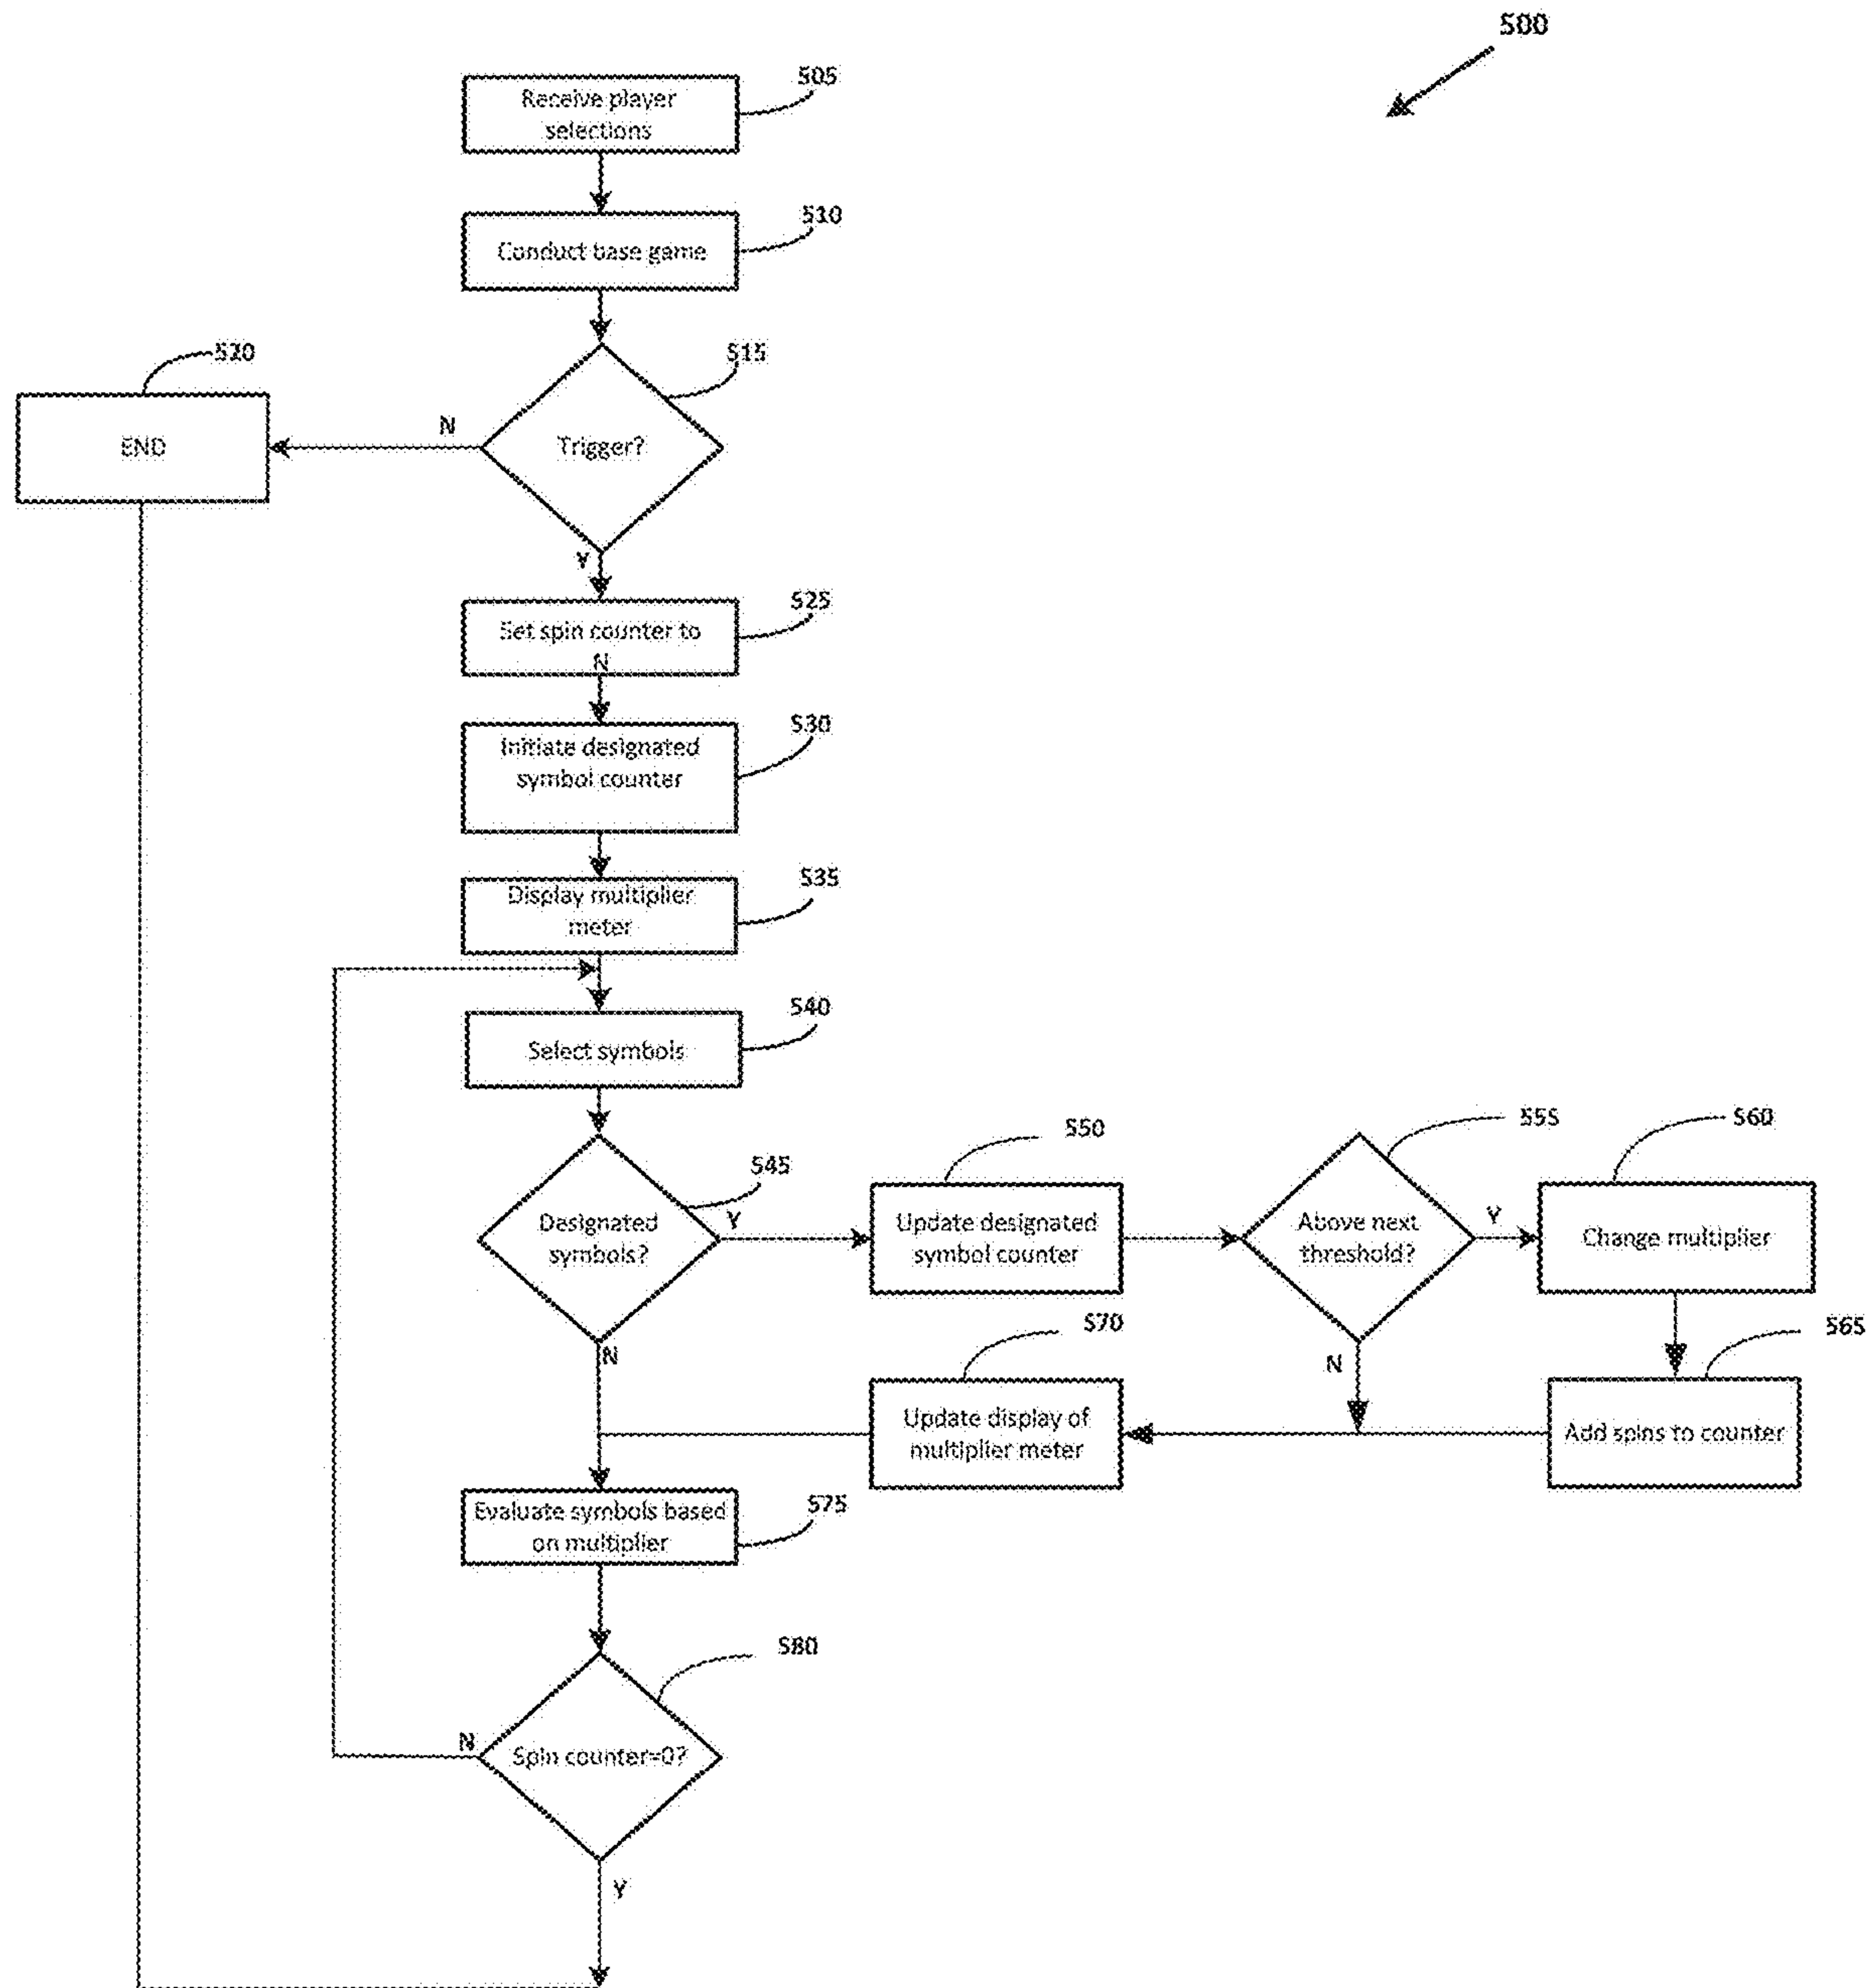 500
505
Receive player
selections
510
Conduct base game
515
Trigger?
N
520
END
Y
525
Set spin counter to
N
530
Initiate designated
symbol counter
535
Display multiplier
meter
540
Select symbols
545
Designated
symbols?
Y
550
Update designated
symbol counter
555
Above next
threshold?
Y
560
Change multiplier
N
N
565
Add spins to counter
570
Update display of
multiplier meter
575
Evaluate symbols based
on multiplier
580
Spin counter=0?
N
Y